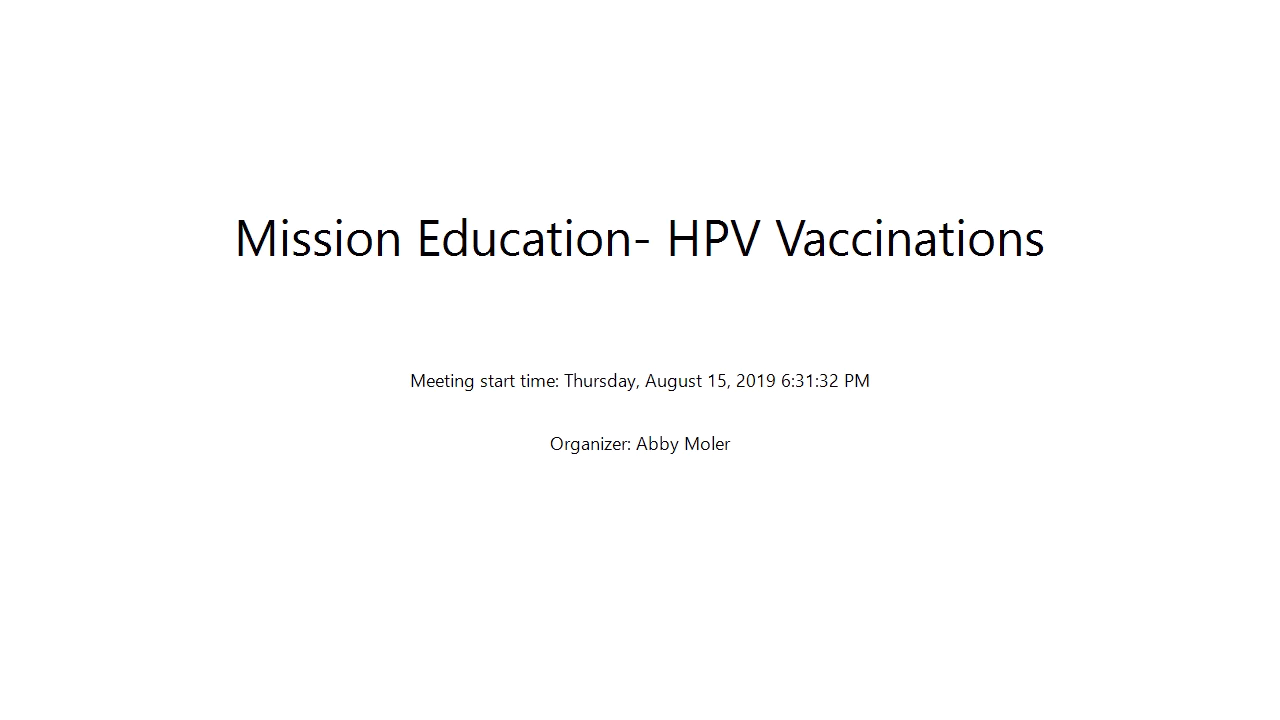 Mission Education- HPV Vaccinations
Meeting start time: Thursday, August 15, 2019 6:31:32 PM
Organizer: Abby Moler